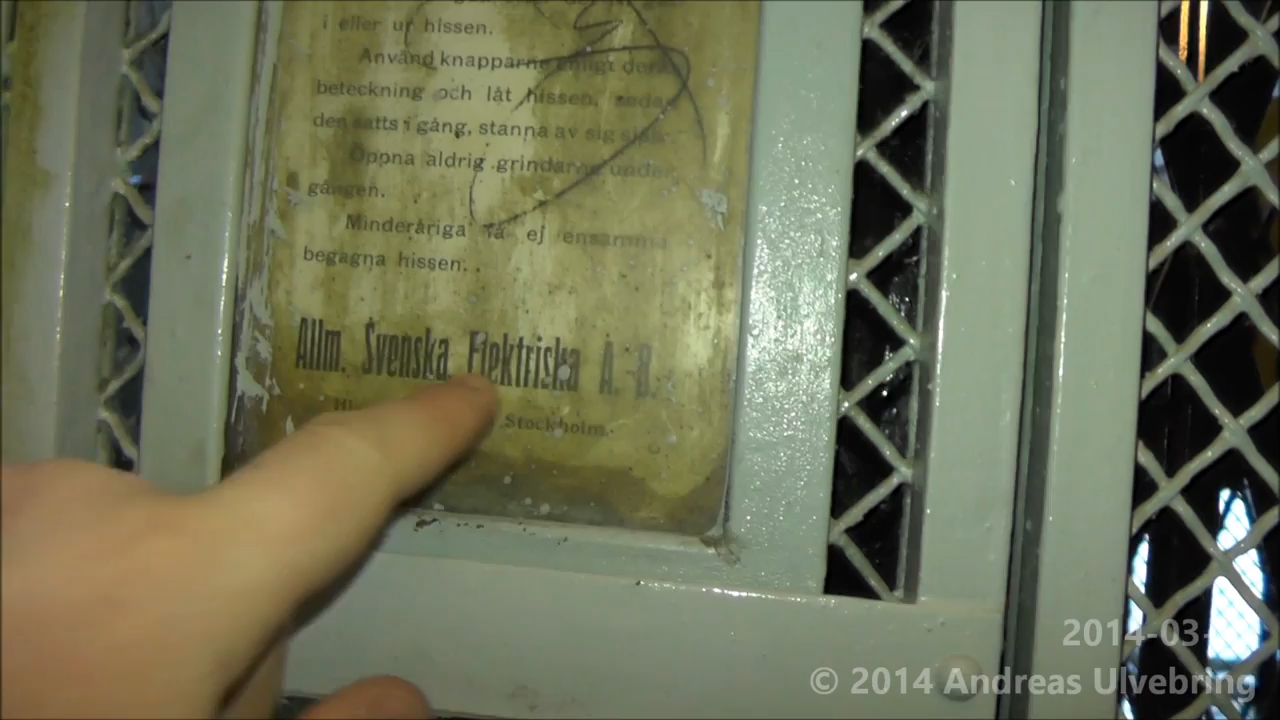 i eller ur hissen.
Använd knapparne enligt deras
beteckning och låt hissen, sedan
den satts i gång, stanna av sig själv.
Öppna aldrig grindarne under
gången.
Minderåriga få ej ensamma
begagna hissen.
Allm. Svenska Elektriska A.-B.
Stockholm.
2014-03-
© 2014 Andreas Ulvebring